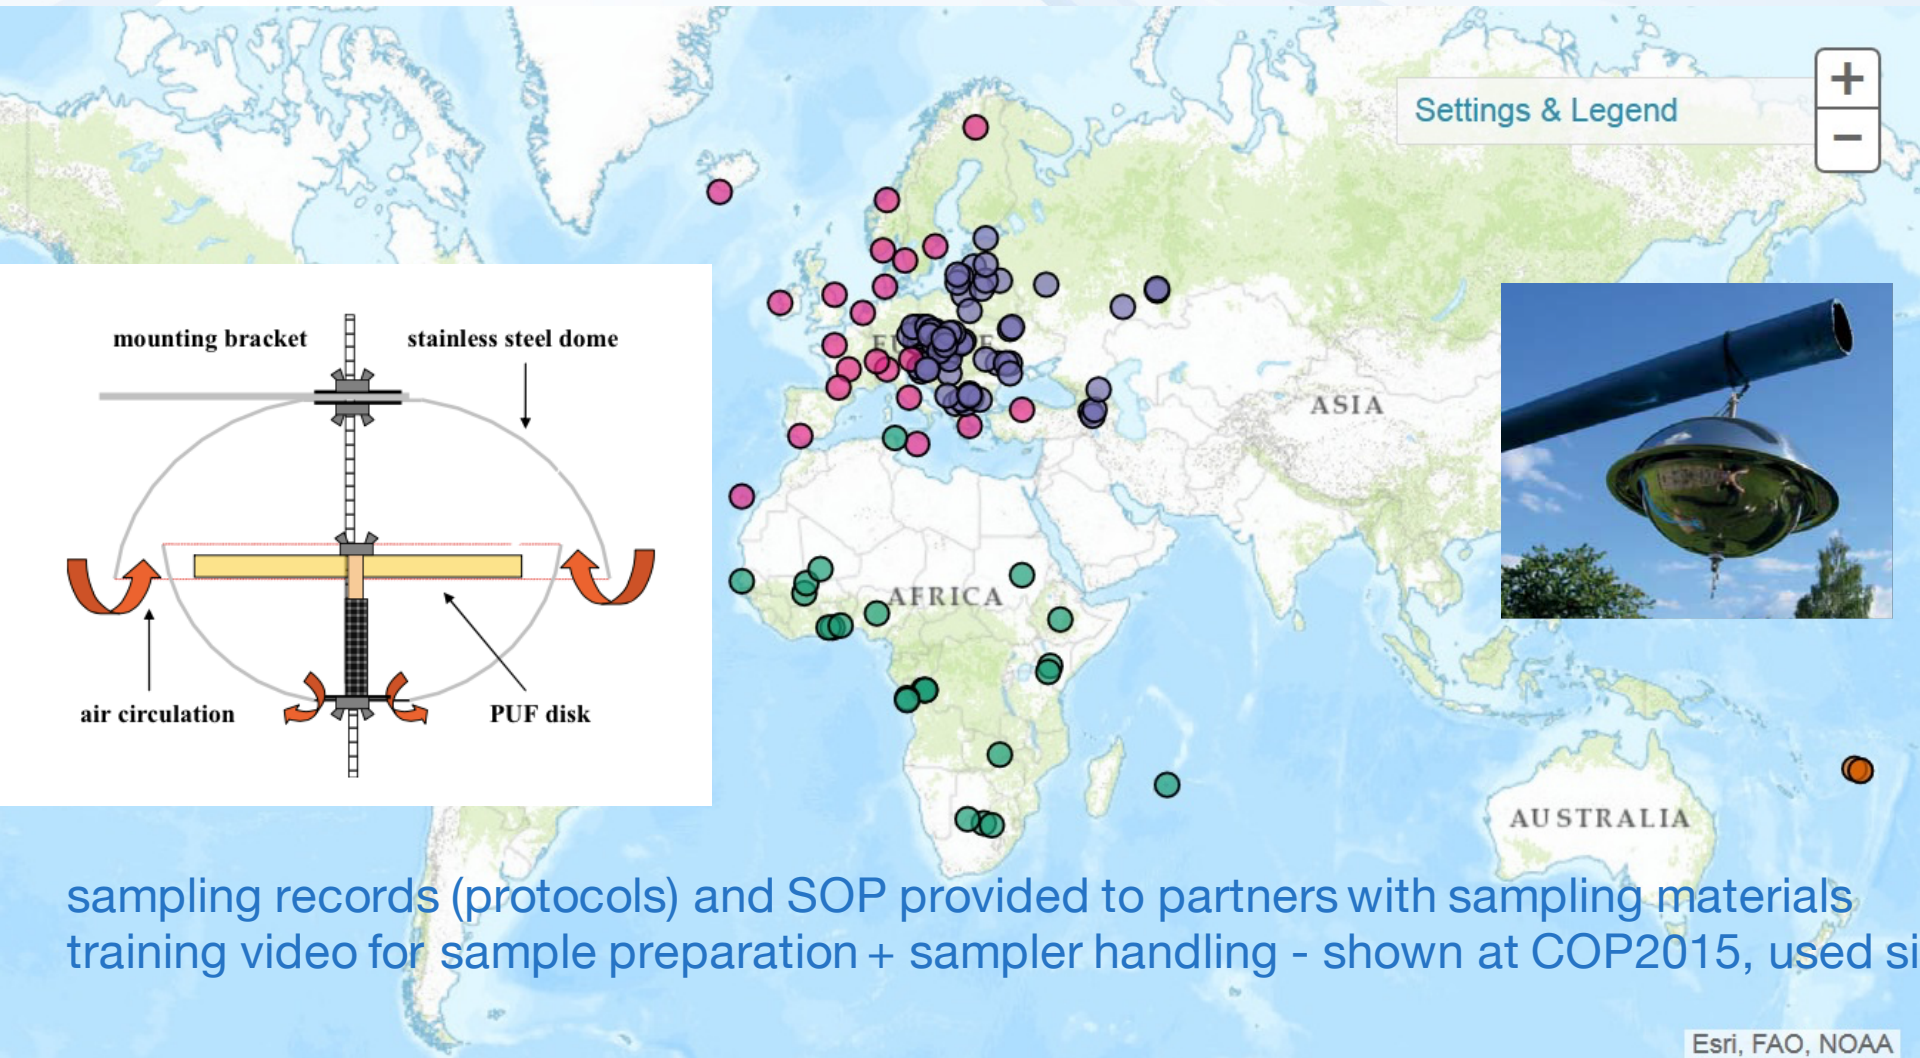 Settings & Legend
+
−
mounting bracket
stainless steel dome
ASIA
AFRICA
air circulation
PUF disk
AUSTRALIA
sampling records (protocols) and SOP provided to partners with sampling materials
training video for sample preparation + sampler handling - shown at COP2015, used si
Esri, FAO, NOAA